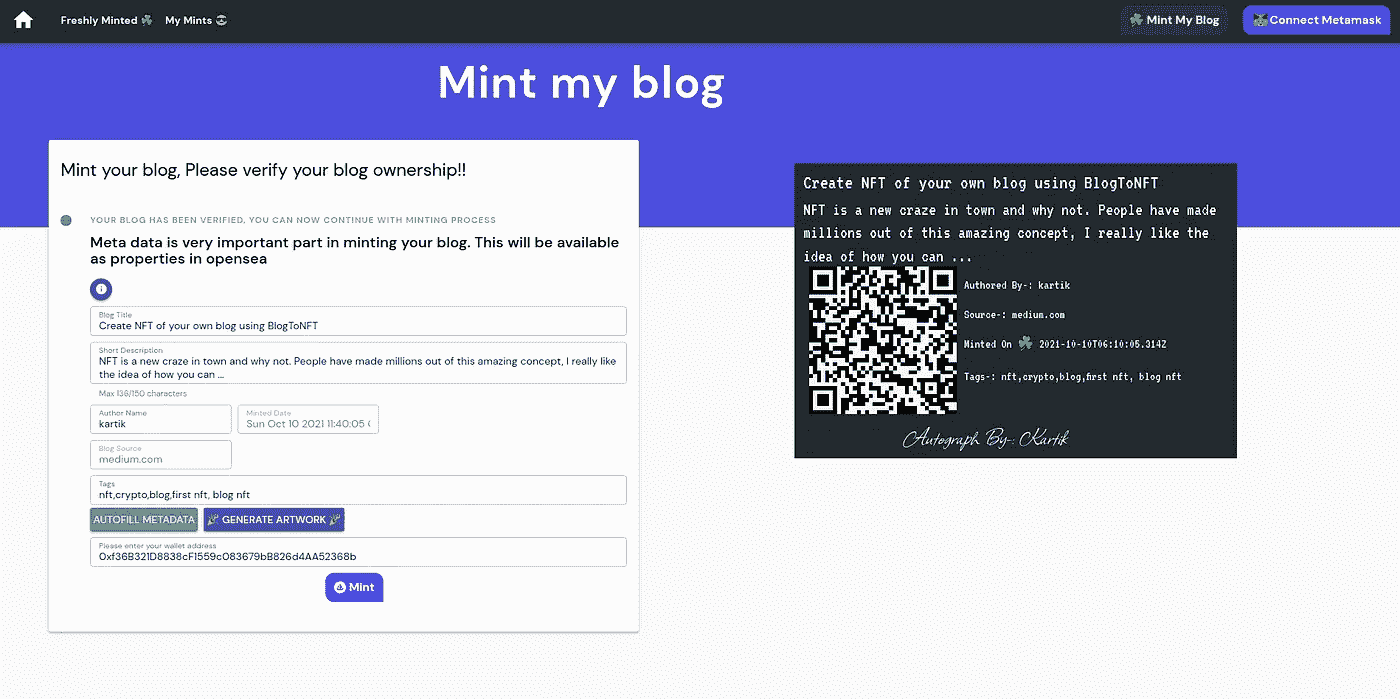 Freshly Minted ☘️ My Mints 😎 ☘️ Mint My Blog Connect Metamask
Mint my blog
Mint your blog, Please verify your blog ownership!!
YOUR BLOG HAS BEEN VERIFIED, YOU CAN NOW CONTINUE WITH MINTING PROCESS
Meta data is very important part in minting your blog. This will be available
as properties in opensea
Blog Title
Create NFT of your own blog using BlogToNFT
Short Description
NFT is a new craze in town and why not. People have made millions out of this amazing concept, I really like
the idea of how you can ...
Max 136/150 characters
Author Name
kartik
Minted Date
Sun Oct 10 2021 11:40:05 (
Blog Source
medium.com
Tags
nft,crypto,blog,first nft, blog nft
AUTOFILL METADATA 🎉 GENERATE ARTWORK 🎉
Please enter your wallet address
0xf36B321D8838cF1559c083679bB826d4AA52368b
Mint
Create NFT of your own blog using BlogToNFT
NFT is a new craze in town and why not. People have made
millions out of this amazing concept, I really like the
idea of how you can ...
Authored By-: kartik
Source-: medium.com
Minted On ☘️ 2021-10-10T06:10:05.314Z
Tags-: nft,crypto,blog,first nft, blog nft
Autograph By-: Kartik